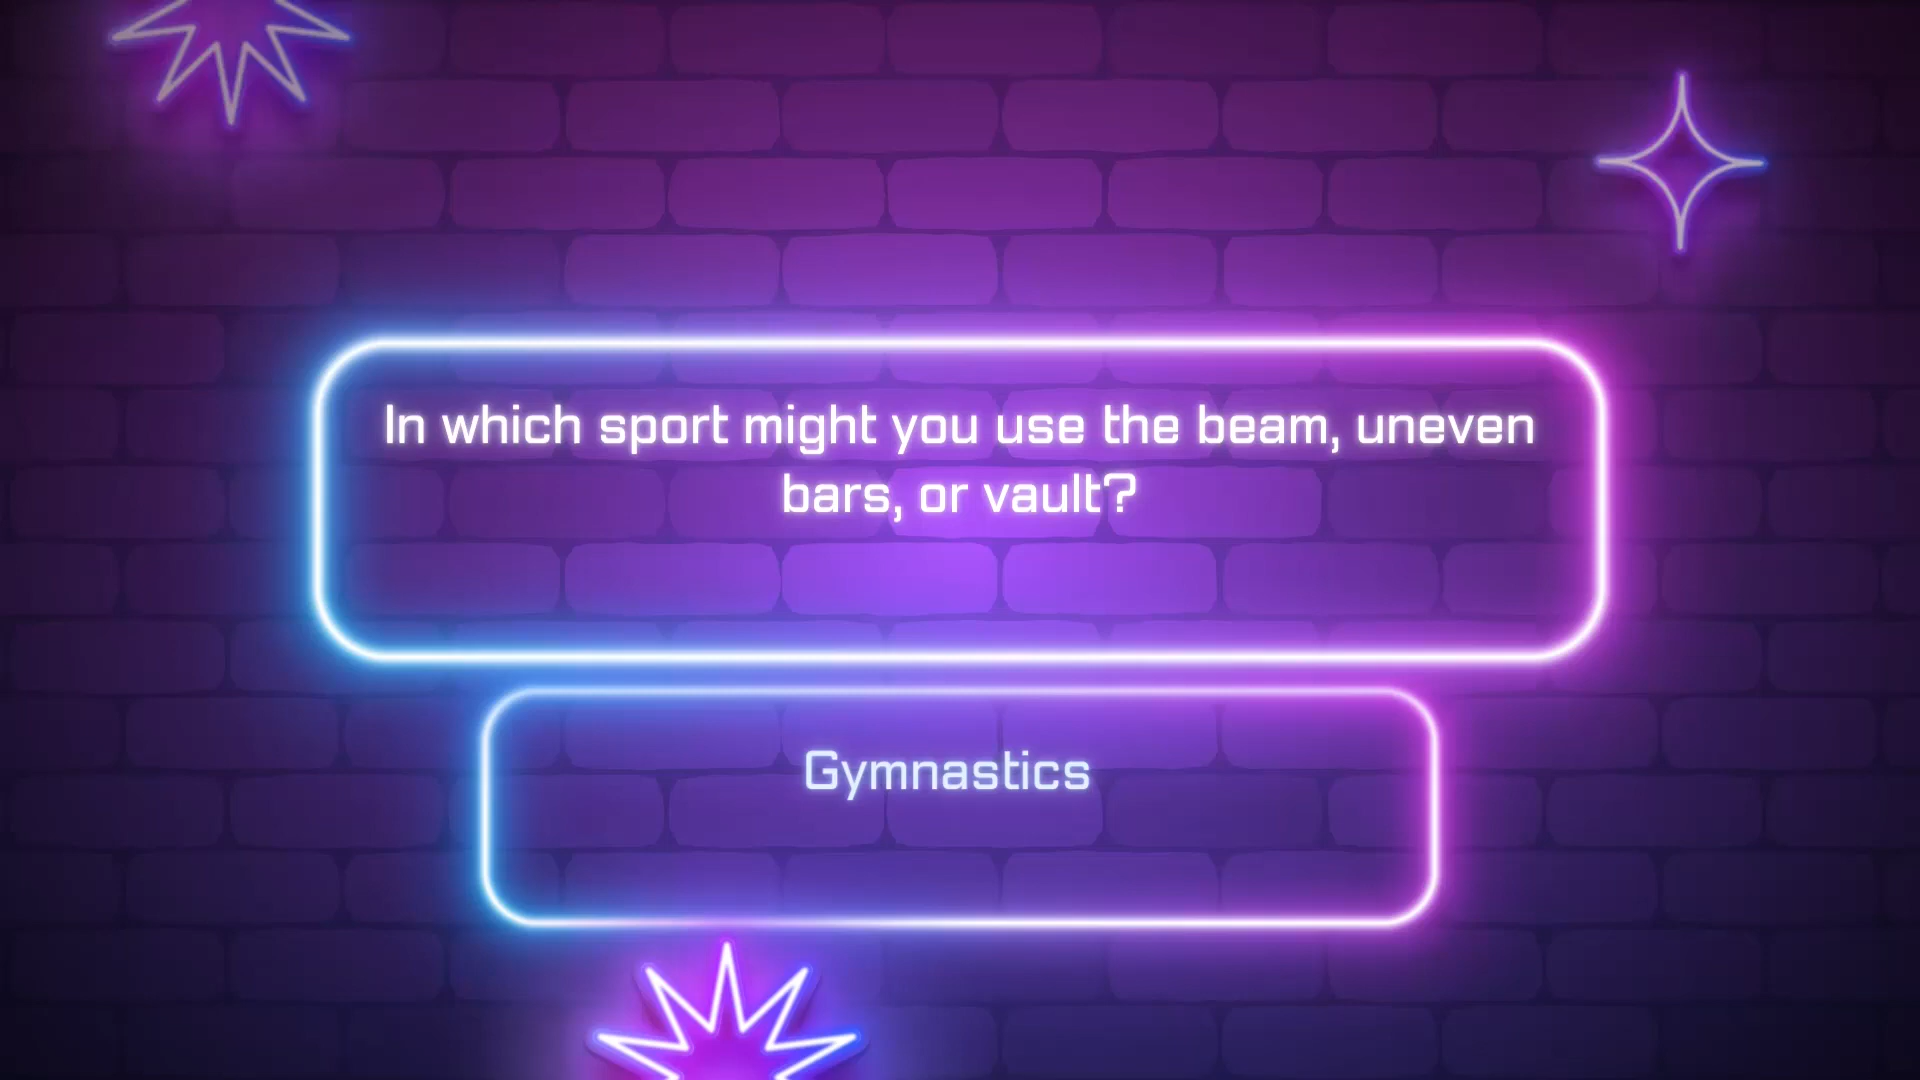 In which sport might you use the beam, uneven
bars, or vault?
Gymnastics